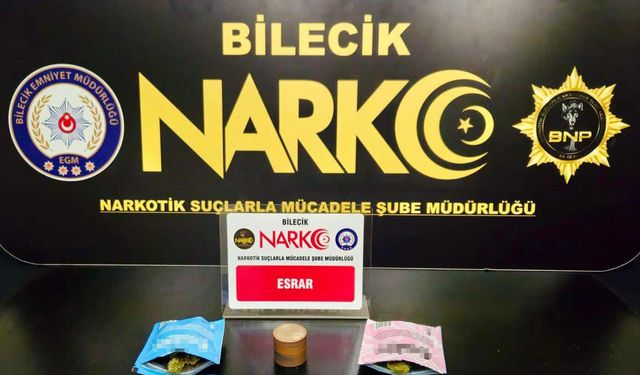 BİLECİK
NARKO
BİLECİK EMNİYET MÜDÜRLÜĞÜ
EGM
BNP
NARKOTİK SUÇLARLA MÜCADELE ŞUBE MÜDÜRLÜĞÜ
BİLECİK
NARKO
NARKOTİK SUÇLARLA MÜCADELE ŞUBE MÜDÜRLÜĞÜ
ESRAR